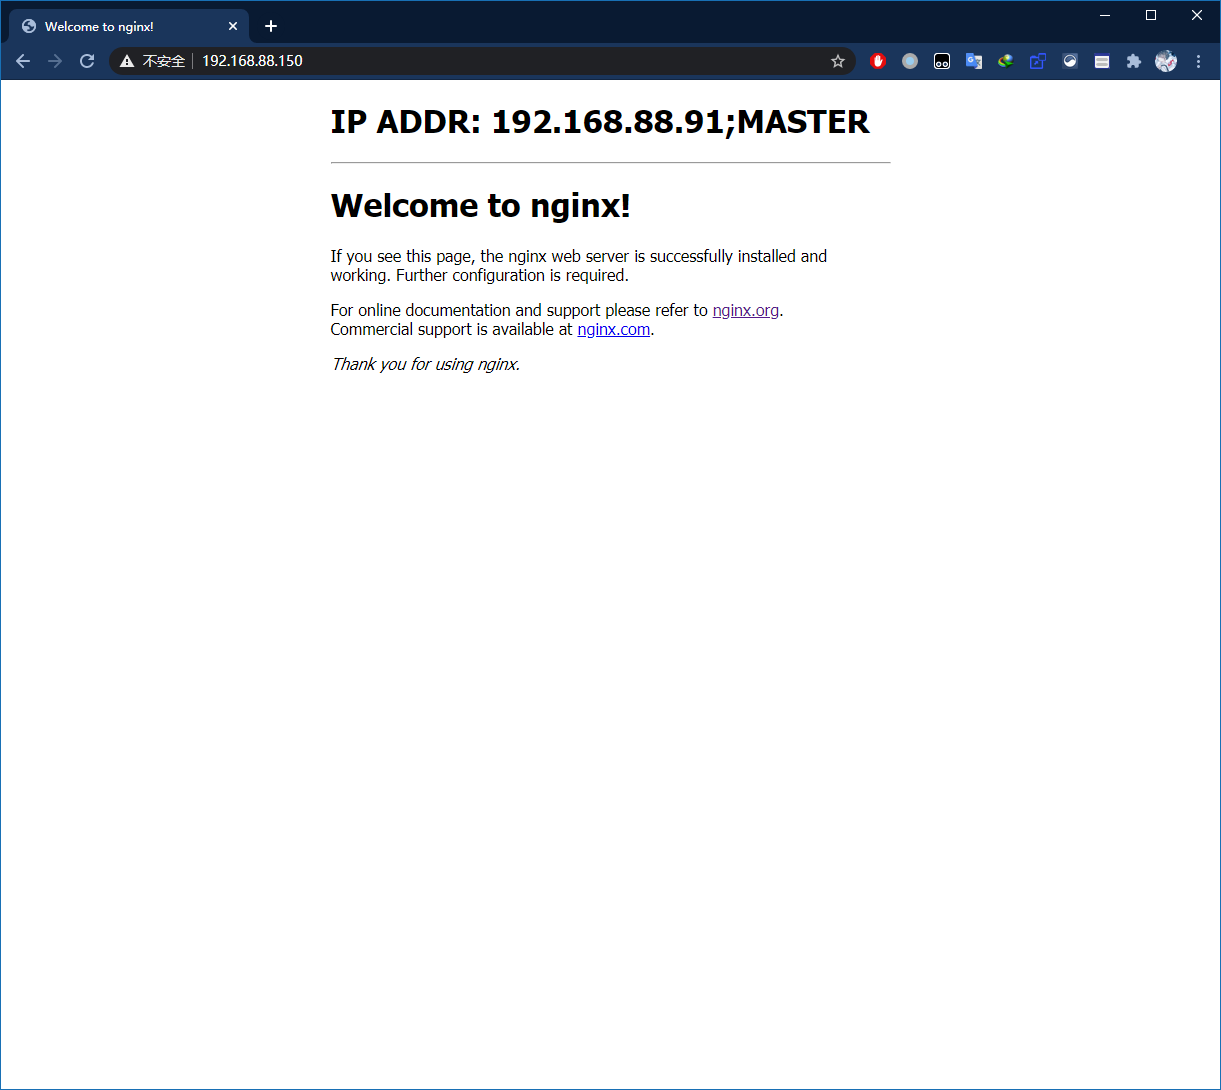 Welcome to nginx!
不安全 192.168.88.150
IP ADDR: 192.168.88.91;MASTER
Welcome to nginx!
If you see this page, the nginx web server is successfully installed and
working. Further configuration is required.
For online documentation and support please refer to nginx.org.
Commercial support is available at nginx.com.
Thank you for using nginx.